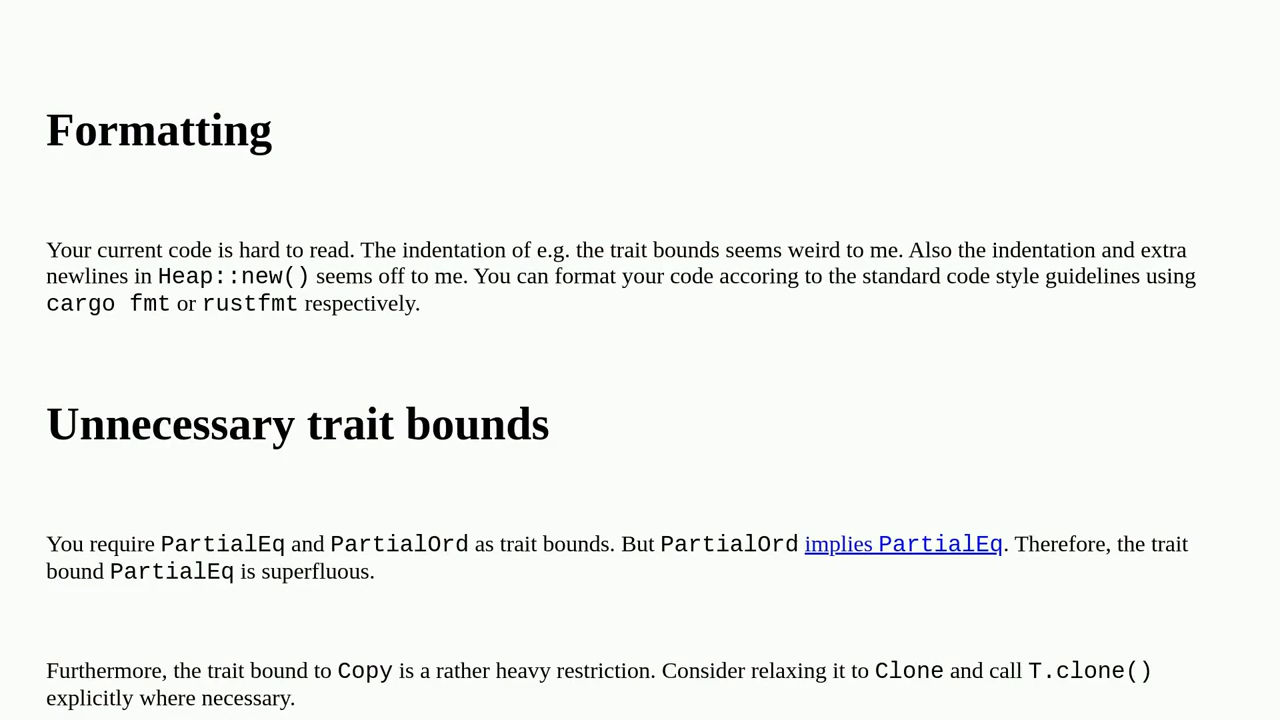 Formatting
Your current code is hard to read. The indentation of e.g. the trait bounds seems weird to me. Also the indentation and extra
newlines in Heap::new() seems off to me. You can format your code accoring to the standard code style guidelines using
cargo fmt or rustfmt respectively.
Unnecessary trait bounds
You require PartialEq and PartialOrd as trait bounds. But PartialOrd implies PartialEq. Therefore, the trait
bound PartialEq is superfluous.
Furthermore, the trait bound to Copy is a rather heavy restriction. Consider relaxing it to Clone and call T.clone()
explicitly where necessary.